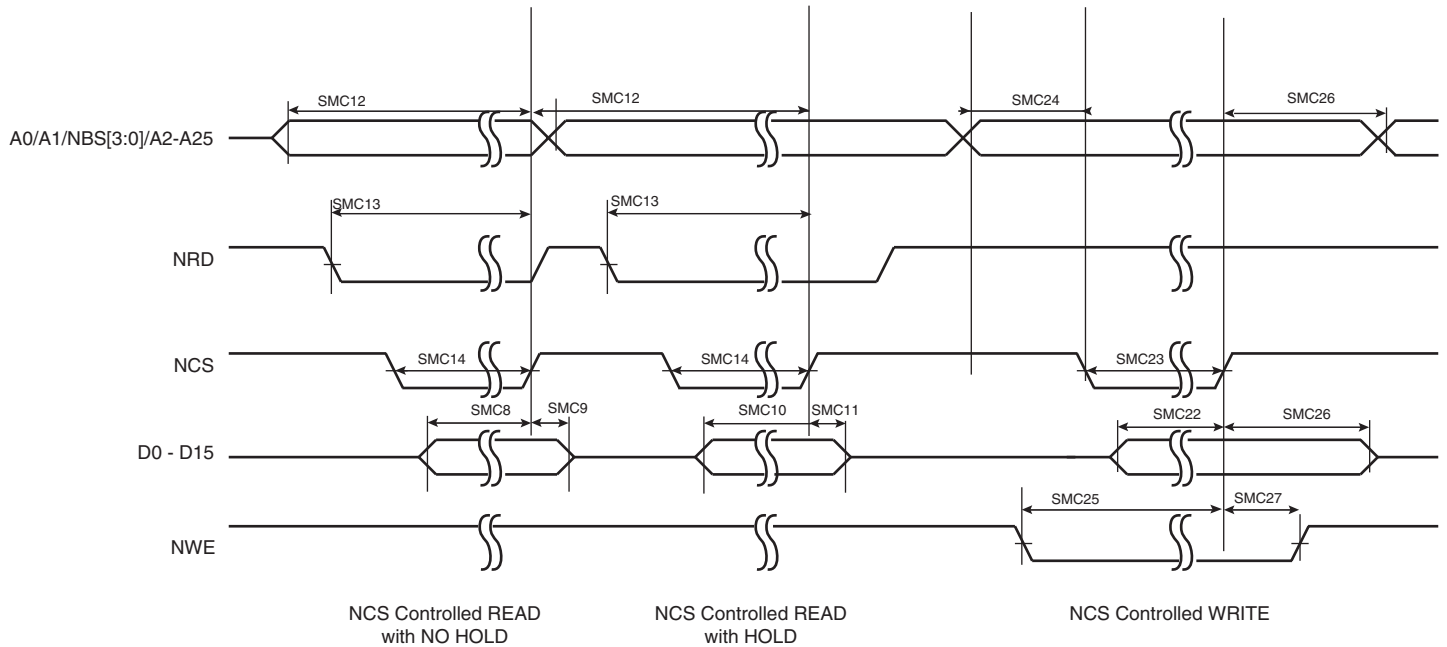 SMC12
SMC12
SMC24
SMC26
A0/A1/NBS[3:0]/A2-A25
SMC13
SMC13
NRD
NCS
SMC14
SMC14
SMC23
SMC8
SMC9
SMC10
SMC11
SMC22
SMC26
D0 - D15
SMC25
SMC27
NWE
NCS Controlled READ
with NO HOLD
NCS Controlled READ
with HOLD
NCS Controlled WRITE